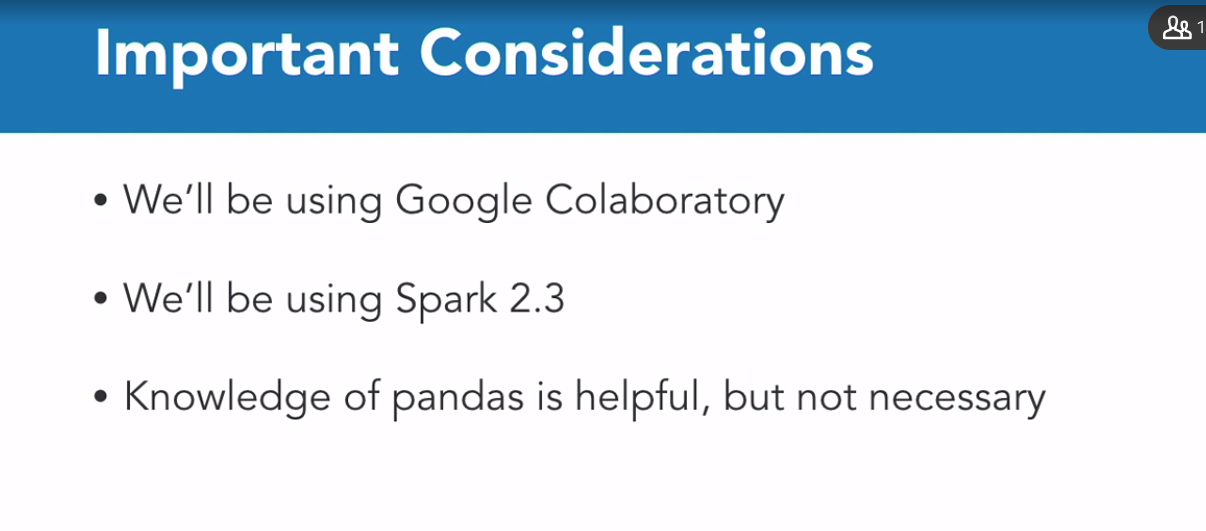 Important Considerations
1
• We'll be using Google Colaboratory
• We'll be using Spark 2.3
• Knowledge of pandas is helpful, but not necessary